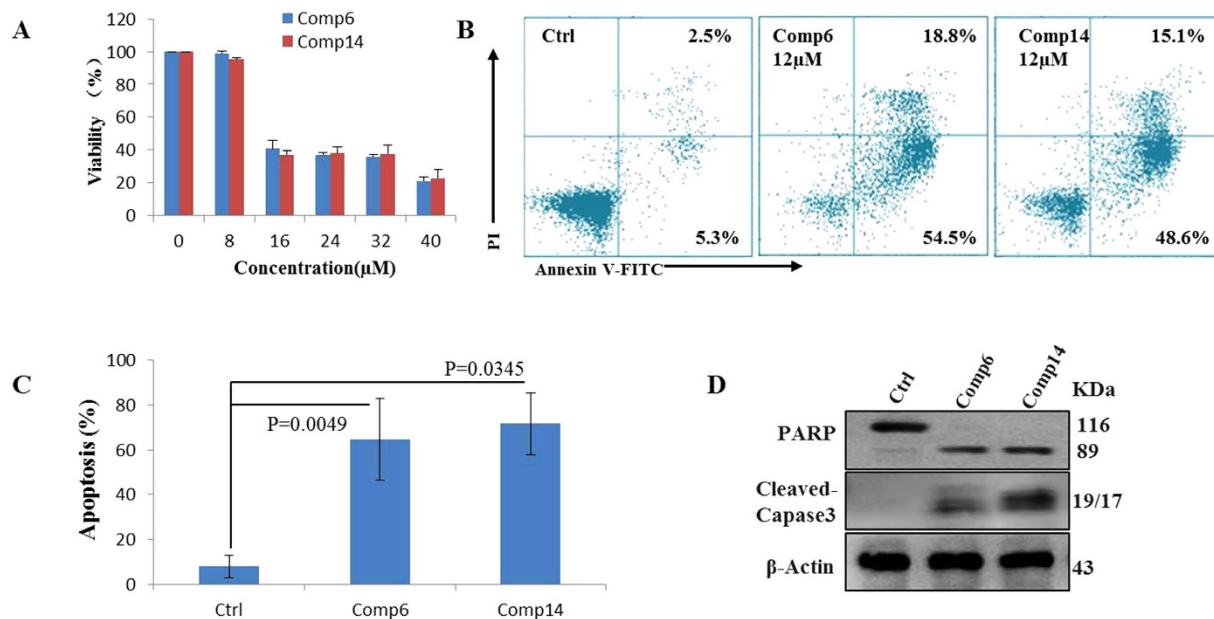 A
Comp6
Comp14
Viability (%)
120
100
80
60
40
20
0
0 8 16 24 32 40
Concentration(μM)
B
Ctrl
2.5%
5.3%
Comp6
12μM
18.8%
54.5%
Comp14
12μM
15.1%
48.6%
PI
Annexin V-FITC
C
Apoptosis (%)
100
80
60
40
20
0
P=0.0345
P=0.0049
Ctrl Comp6 Comp14
D
Ctrl Comp6 Comp14 KDa
PARP
116
89
Cleaved-
Capase3
19/17
β-Actin
43